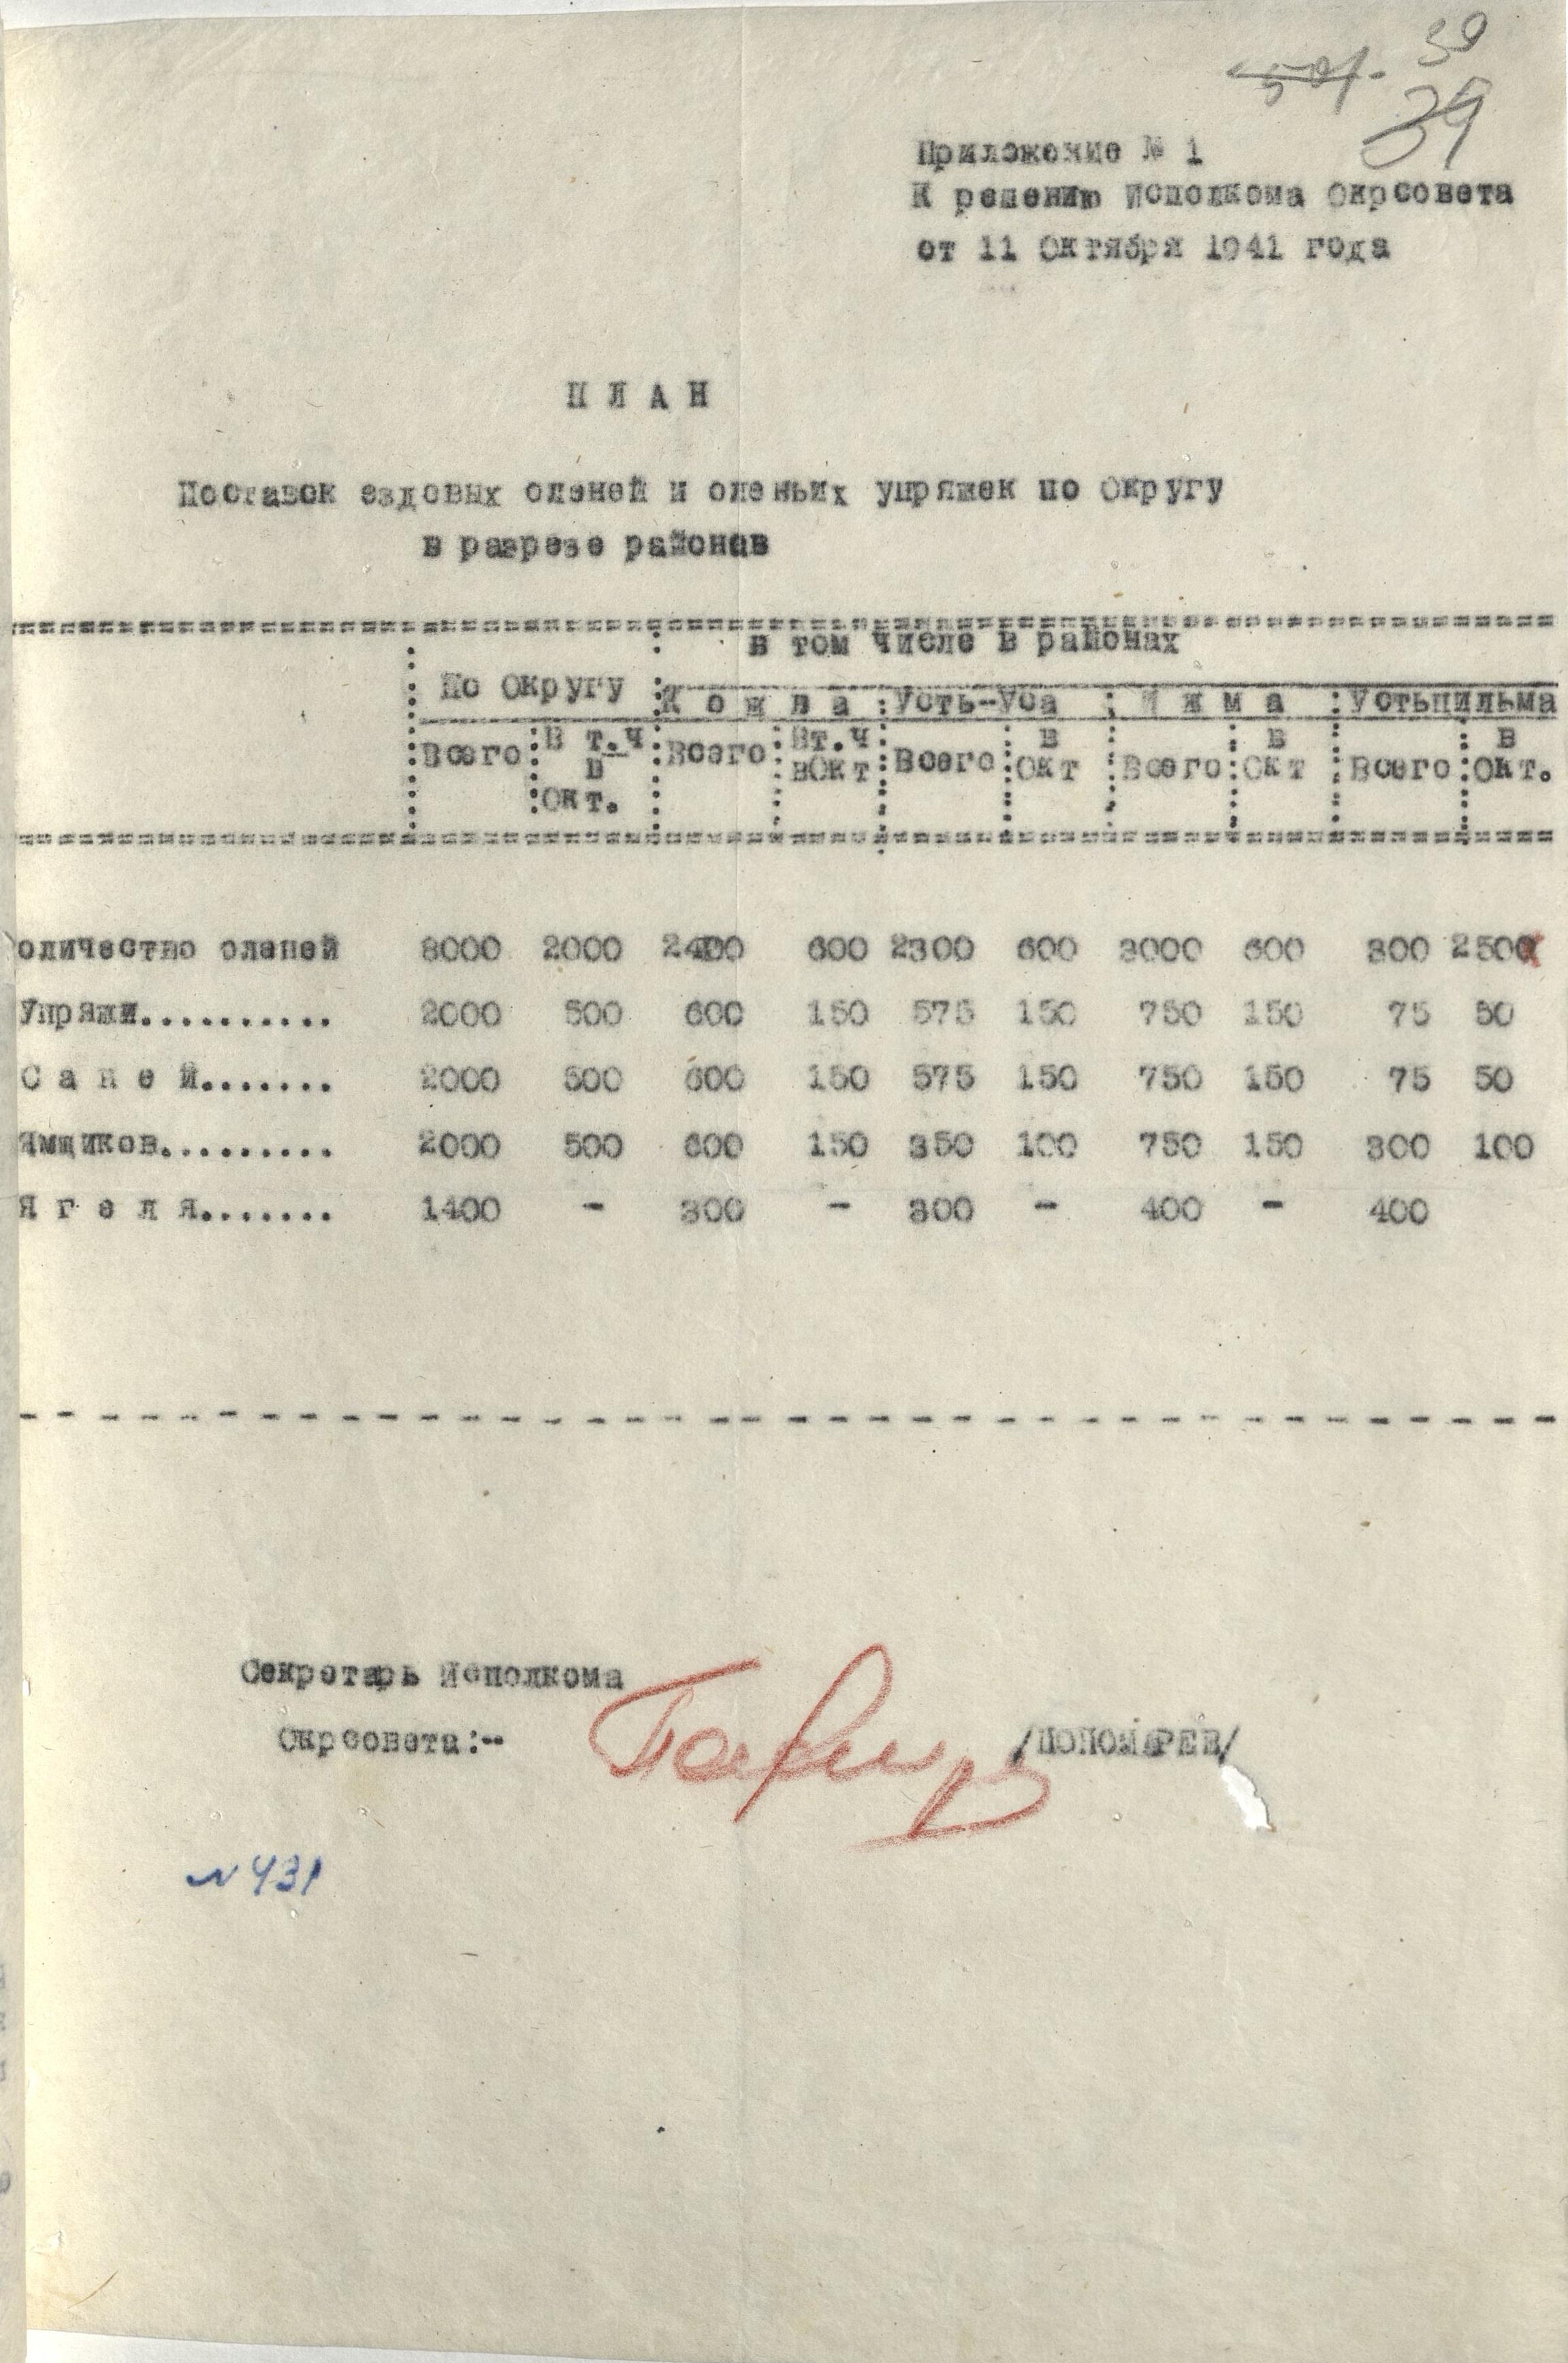 39
39
Приложение № 1
К решению Исполкома Окрсовета
от 11 Октября 1941 года
П Л А Н
Поставок ездовых оленей и оленьих упряжек по Округу
в разрезе районов
в том числе в районах
По Округу : К о ж в а : Усть-Уса : И ж м а : Устьцильма
Всего : В т.ч в Окт. : Всего : Вт.ч вОкт : Всего : в Окт : Всего : в Окт : Всего : в Окт.
оличество оленей 8000 2000 2400 600 2300 600 3000 600 300 2500
Упряжи.......... 2000 500 600 150 575 150 750 150 75 50
С а н е й....... 2000 500 600 150 575 150 750 150 75 50
Ямщиков......... 2000 500 600 150 350 100 750 150 300 100
Я г е л я....... 1400 - 300 - 300 - 400 - 400
Секретарь Исполкома
Окрсовета:-- /ПОНОМАРЕВ/
№ 431